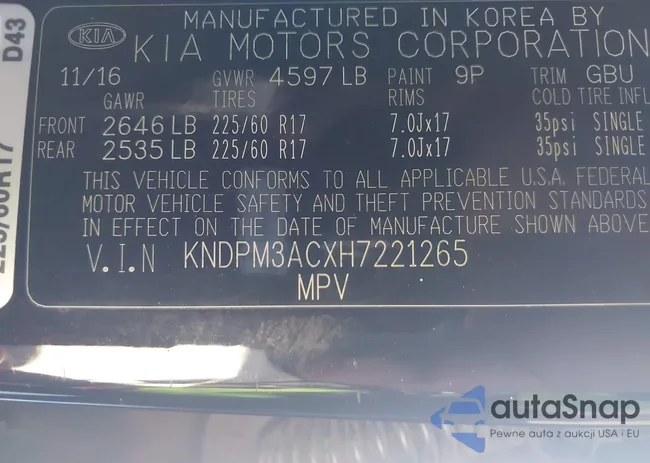 MANUFACTURED IN KOREA BY
KIA KIA MOTORS CORPORATION
11/16 GVWR 4597 LB PAINT 9P TRIM GBU
GAWR TIRES RIMS COLD TIRE INFL
FRONT 2646 LB 225/60 R17 7.0Jx17 35psi SINGLE
REAR 2535 LB 225/60 R17 7.0Jx17 35psi SINGLE
THIS VEHICLE CONFORMS TO ALL APPLICABLE U.S.A. FEDERAL
MOTOR VEHICLE SAFETY AND THEFT PREVENTION STANDARDS
IN EFFECT ON THE DATE OF MANUFACTURE SHOWN ABOVE
V.I.N KNDPM3ACXH7221265
MPV
D43
225/60R17
autaSnap
Pewne auta z aukcji USA i EU